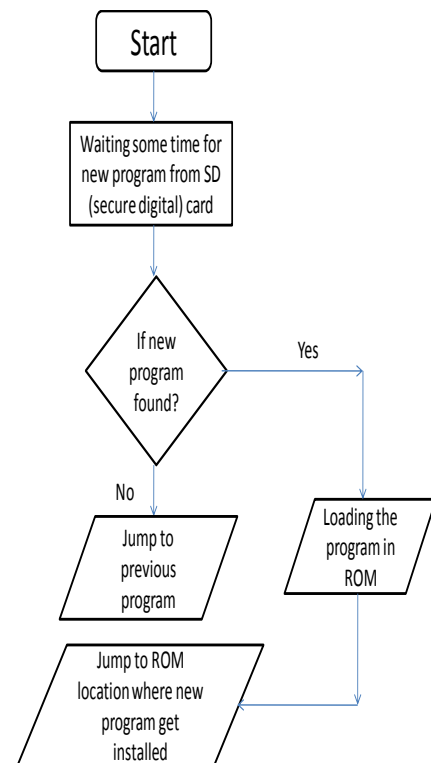 Start
Waiting some time for
new program from SD
(secure digital) card
If new
program
found?
Yes
No
Jump to
previous
program
Loading the
program in
ROM
Jump to ROM
location where new
program get
installed